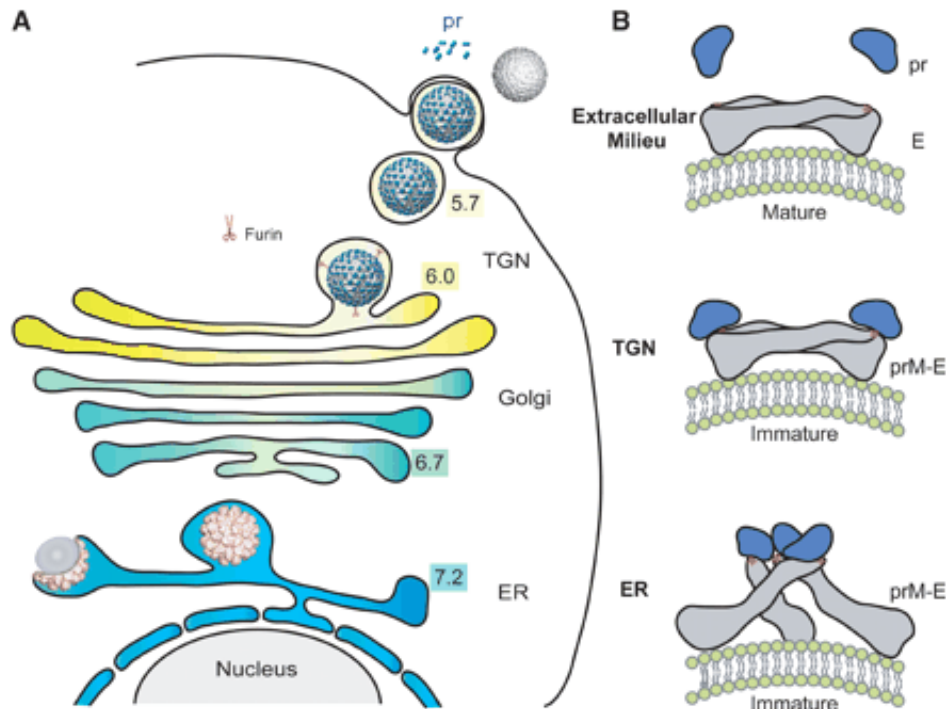 A
pr
5.7
Furin
TGN
6.0
Golgi
6.7
7.2
ER
Nucleus
B
pr
Extracellular
Milieu
E
Mature
TGN
prM-E
Immature
ER
prM-E
Immature